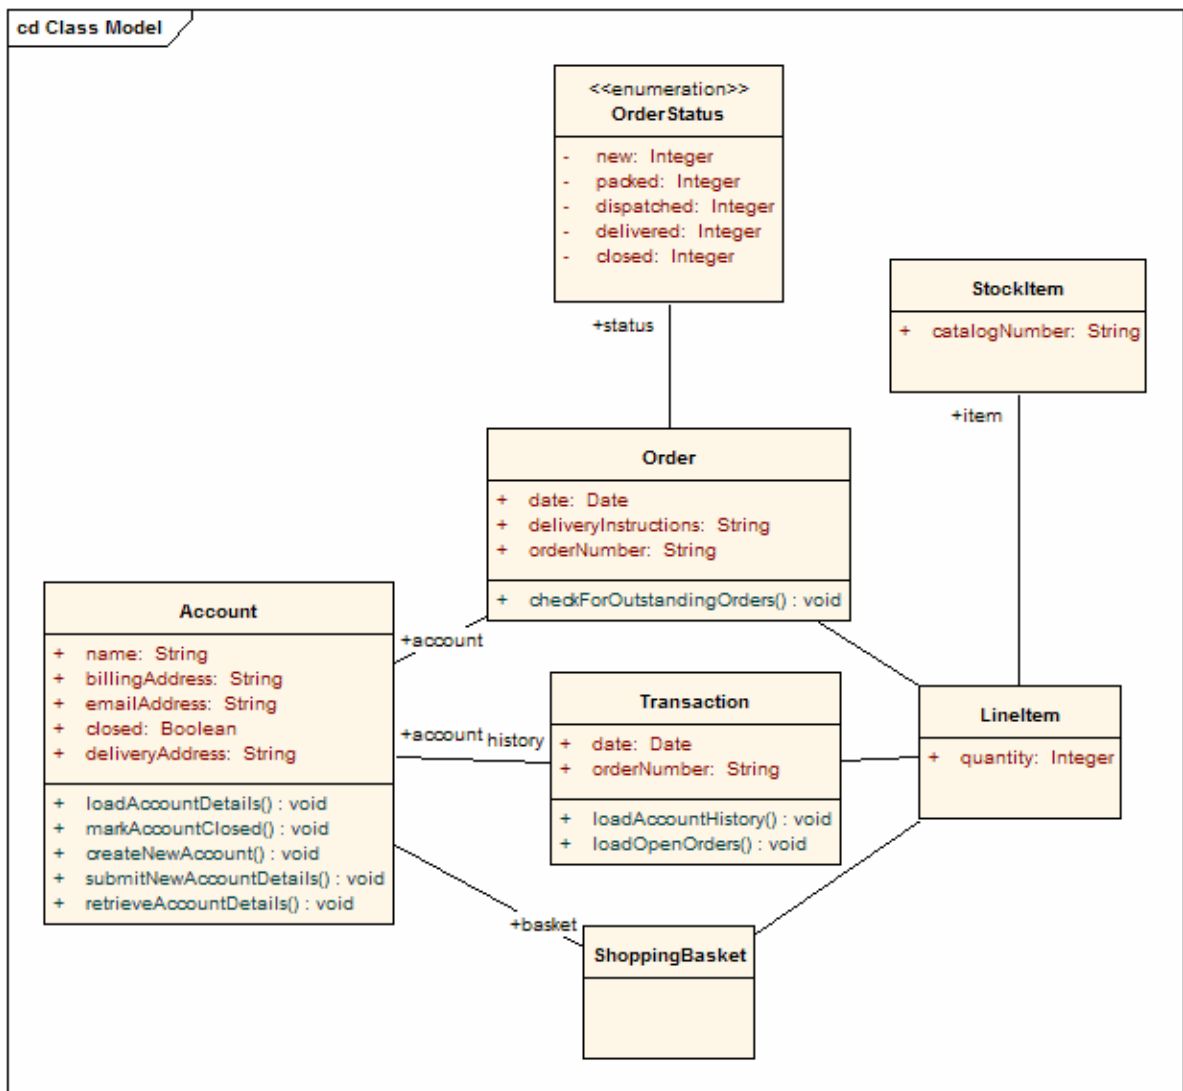 cd Class Model
<<enumeration>>
OrderStatus
- new: Integer
- packed: Integer
- dispatched: Integer
- delivered: Integer
- closed: Integer
+status
StockItem
+ catalogNumber: String
+item
Order
+ date: Date
+ deliveryInstructions: String
+ orderNumber: String
+ checkForOutstandingOrders() : void
Account
+ name: String
+ billingAddress: String
+ emailAddress: String
+ closed: Boolean
+ deliveryAddress: String
+ loadAccountDetails() : void
+ markAccountClosed() : void
+ createNewAccount() : void
+ submitNewAccountDetails() : void
+ retrieveAccountDetails() : void
+account
+account
history
Transaction
+ date: Date
+ orderNumber: String
+ loadAccountHistory() : void
+ loadOpenOrders() : void
LineItem
+ quantity: Integer
+basket
ShoppingBasket